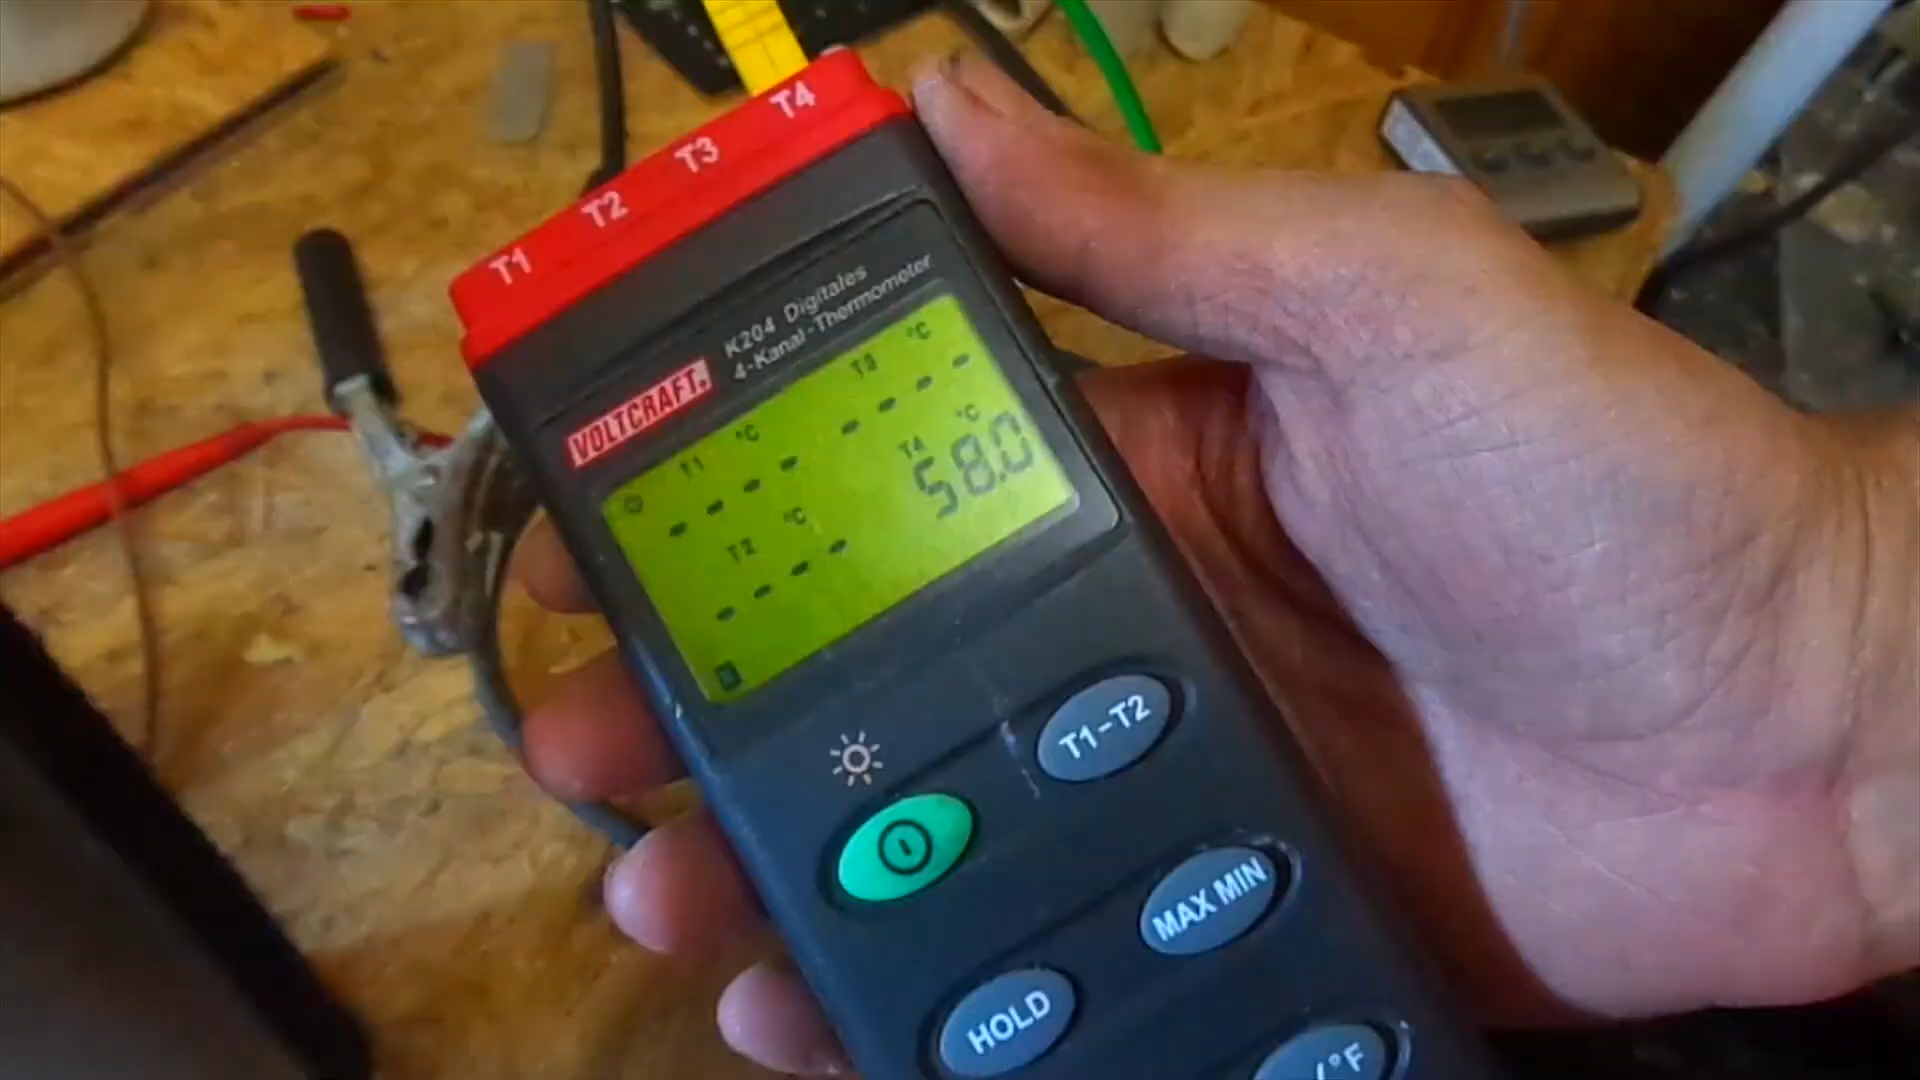 T1 T2 T3 T4
K204 Digitales
4-Kanal-Thermometer
VOLTCRAFT®
T1 °C T3 °C
- - - - - - - -
T2 °C T4 °C
- - - - 58.0
T1-T2
MAX MIN
HOLD
/°F